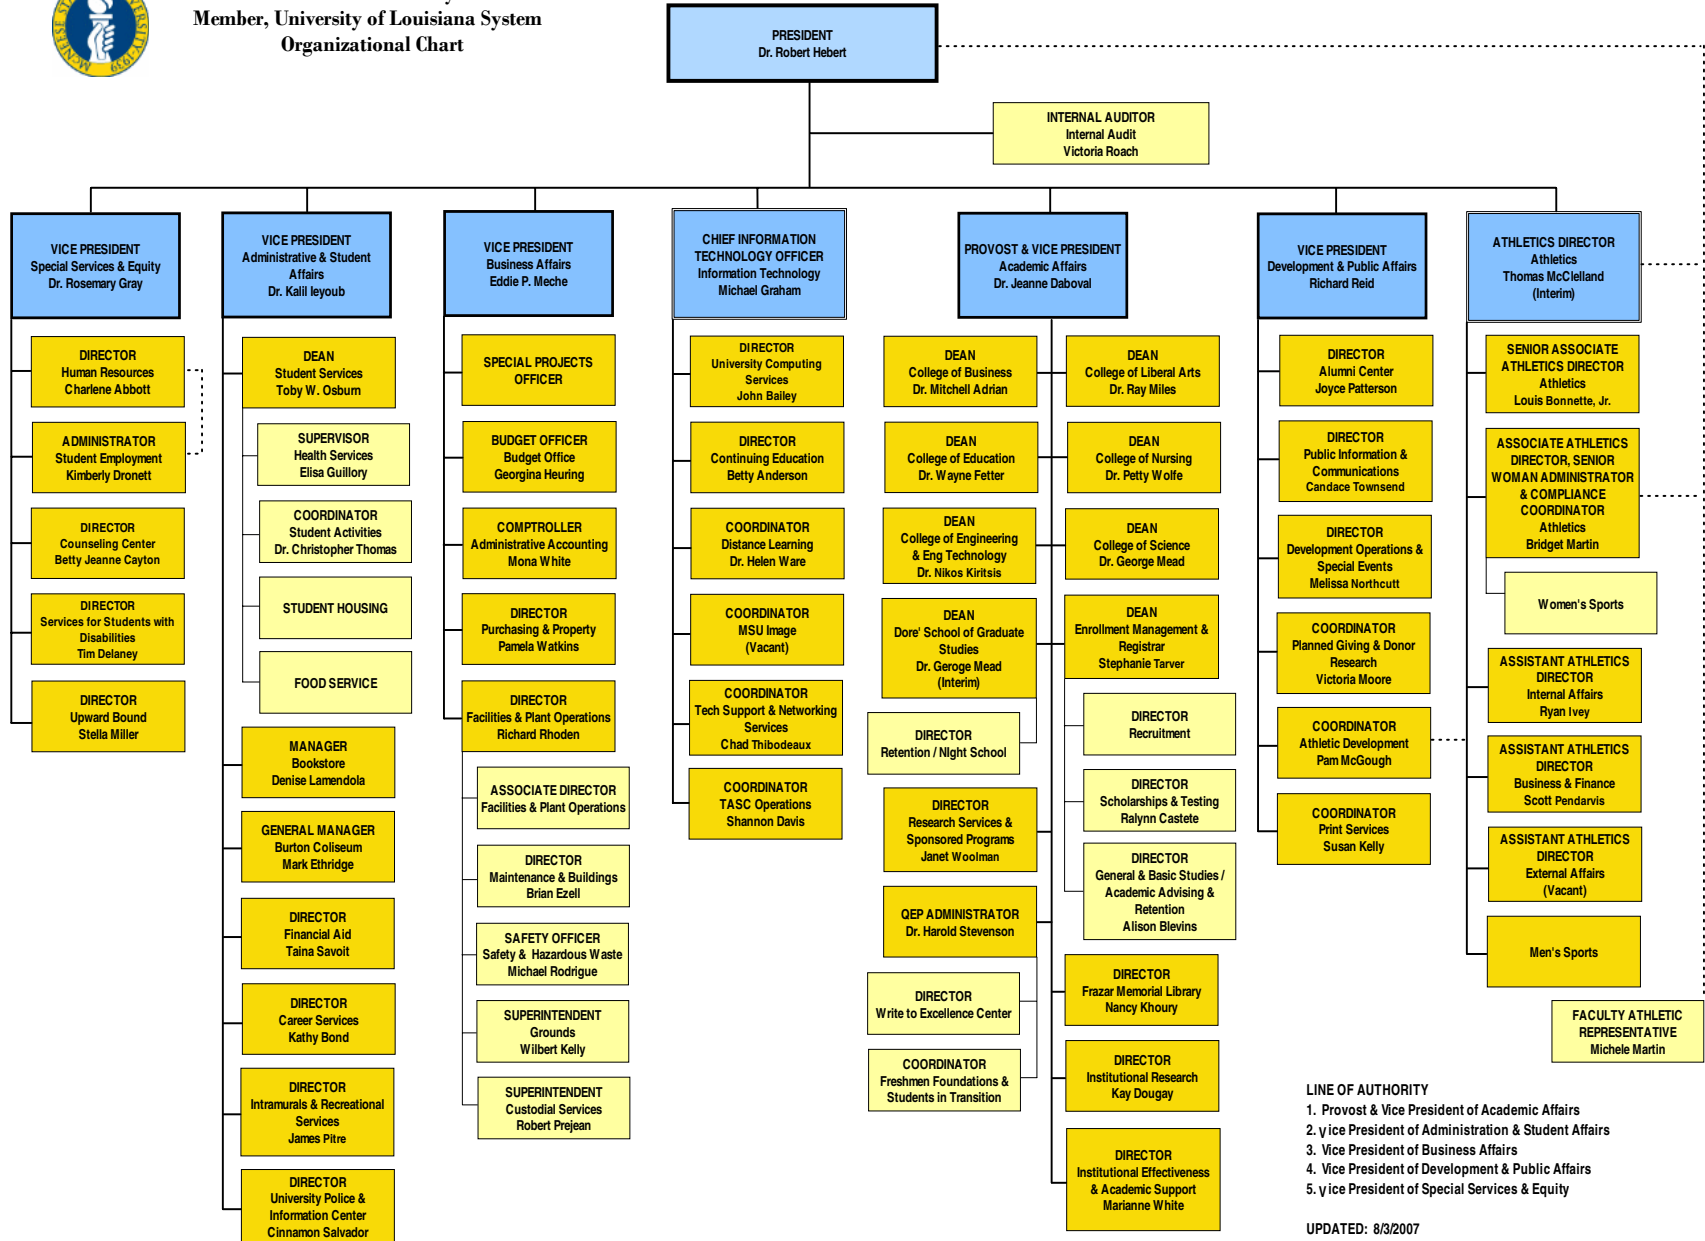 Member, University of Louisiana System
Organizational Chart
McNEESE ST
ERSITY-1939
PRESIDENT
Dr. Robert Hebert
INTERNAL AUDITOR
Internal Audit
Victoria Roach
VICE PRESIDENT
Special Services & Equity
Dr. Rosemary Gray
DIRECTOR
Human Resources
Charlene Abbott
ADMINISTRATOR
Student Employment
Kimberly Dronett
DIRECTOR
Counseling Center
Betty Jeanne Cayton
DIRECTOR
Services for Students with
Disabilities
Tim Delaney
DIRECTOR
Upward Bound
Stella Miller
VICE PRESIDENT
Administrative & Student
Affairs
Dr. Kalil Ieyoub
DEAN
Student Services
Toby W. Osburn
SUPERVISOR
Health Services
Elisa Guillory
COORDINATOR
Student Activities
Dr. Christopher Thomas
STUDENT HOUSING
FOOD SERVICE
MANAGER
Bookstore
Denise Lamendola
GENERAL MANAGER
Burton Coliseum
Mark Ethridge
DIRECTOR
Financial Aid
Taina Savoit
DIRECTOR
Career Services
Kathy Bond
DIRECTOR
Intramurals & Recreational
Services
James Pitre
DIRECTOR
University Police &
Information Center
Cinnamon Salvador
VICE PRESIDENT
Business Affairs
Eddie P. Meche
SPECIAL PROJECTS
OFFICER
BUDGET OFFICER
Budget Office
Georgina Heuring
COMPTROLLER
Administrative Accounting
Mona White
DIRECTOR
Purchasing & Property
Pamela Watkins
DIRECTOR
Facilities & Plant Operations
Richard Rhoden
ASSOCIATE DIRECTOR
Facilities & Plant Operations
DIRECTOR
Maintenance & Buildings
Brian Ezell
SAFETY OFFICER
Safety & Hazardous Waste
Michael Rodrigue
SUPERINTENDENT
Grounds
Wilbert Kelly
SUPERINTENDENT
Custodial Services
Robert Prejean
CHIEF INFORMATION
TECHNOLOGY OFFICER
Information Technology
Michael Graham
DIRECTOR
University Computing
Services
John Bailey
DIRECTOR
Continuing Education
Betty Anderson
COORDINATOR
Distance Learning
Dr. Helen Ware
COORDINATOR
MSU Image
(Vacant)
COORDINATOR
Tech Support & Networking
Services
Chad Thibodeaux
COORDINATOR
TASC Operations
Shannon Davis
PROVOST & VICE PRESIDENT
Academic Affairs
Dr. Jeanne Daboval
DEAN
College of Business
Dr. Mitchell Adrian
DEAN
College of Liberal Arts
Dr. Ray Miles
DEAN
College of Education
Dr. Wayne Fetter
DEAN
College of Nursing
Dr. Petty Wolfe
DEAN
College of Engineering
& Eng Technology
Dr. Nikos Kiritsis
DEAN
College of Science
Dr. George Mead
DEAN
Dore' School of Graduate
Studies
Dr. Geroge Mead
(Interim)
DEAN
Enrollment Management &
Registrar
Stephanie Tarver
DIRECTOR
Retention / NIght School
DIRECTOR
Recruitment
DIRECTOR
Scholarships & Testing
Ralynn Castete
DIRECTOR
General & Basic Studies /
Academic Advising &
Retention
Alison Blevins
DIRECTOR
Research Services &
Sponsored Programs
Janet Woolman
QEP ADMINISTRATOR
Dr. Harold Stevenson
DIRECTOR
Write to Excellence Center
COORDINATOR
Freshmen Foundations &
Students in Transition
DIRECTOR
Frazar Memorial Library
Nancy Khoury
DIRECTOR
Institutional Research
Kay Dougay
DIRECTOR
Institutional Effectiveness
& Academic Support
Marianne White
VICE PRESIDENT
Development & Public Affairs
Richard Reid
DIRECTOR
Alumni Center
Joyce Patterson
DIRECTOR
Public Information &
Communications
Candace Townsend
DIRECTOR
Development Operations &
Special Events
Melissa Northcutt
COORDINATOR
Planned Giving & Donor
Research
Victoria Moore
COORDINATOR
Athletic Development
Pam McGough
COORDINATOR
Print Services
Susan Kelly
ATHLETICS DIRECTOR
Athletics
Thomas McClelland
(Interim)
SENIOR ASSOCIATE
ATHLETICS DIRECTOR
Athletics
Louis Bonnette, Jr.
ASSOCIATE ATHLETICS
DIRECTOR, SENIOR
WOMAN ADMINISTRATOR
& COMPLIANCE
COORDINATOR
Athletics
Bridget Martin
Women's Sports
ASSISTANT ATHLETICS
DIRECTOR
Internal Affairs
Ryan Ivey
ASSISTANT ATHLETICS
DIRECTOR
Business & Finance
Scott Pendarvis
ASSISTANT ATHLETICS
DIRECTOR
External Affairs
(Vacant)
Men's Sports
FACULTY ATHLETIC
REPRESENTATIVE
Michele Martin
LINE OF AUTHORITY
1. Provost & Vice President of Academic Affairs
2. Vice President of Administration & Student Affairs
3. Vice President of Business Affairs
4. Vice President of Development & Public Affairs
5. Vice President of Special Services & Equity
UPDATED: 8/3/2007